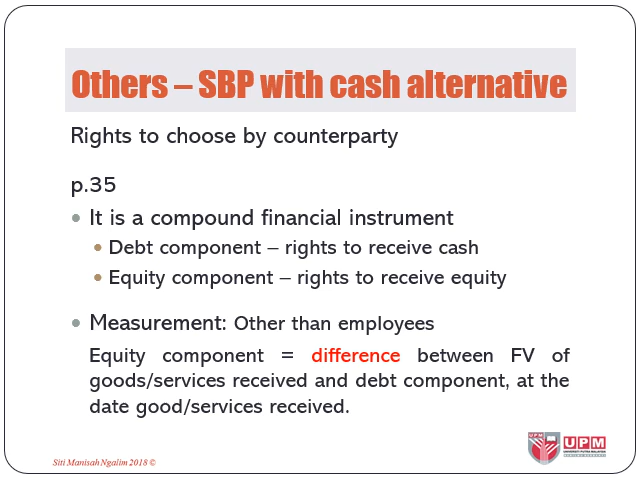 Others – SBP with cash alternative
Rights to choose by counterparty
p.35
It is a compound financial instrument
Debt component – rights to receive cash
Equity component – rights to receive equity
Measurement: Other than employees
Equity component = difference between FV of
goods/services received and debt component, at the
date good/services received.
Siti Manisah Ngalim 2018 ©
UPM